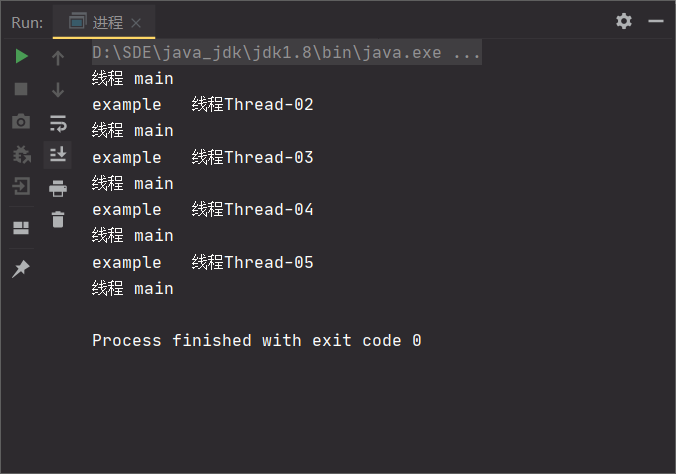 Run: 进程
D:\SDE\java_jdk\jdk1.8\bin\java.exe ...
线程 main
example   线程Thread-02
线程 main
example   线程Thread-03
线程 main
example   线程Thread-04
线程 main
example   线程Thread-05
线程 main
Process finished with exit code 0